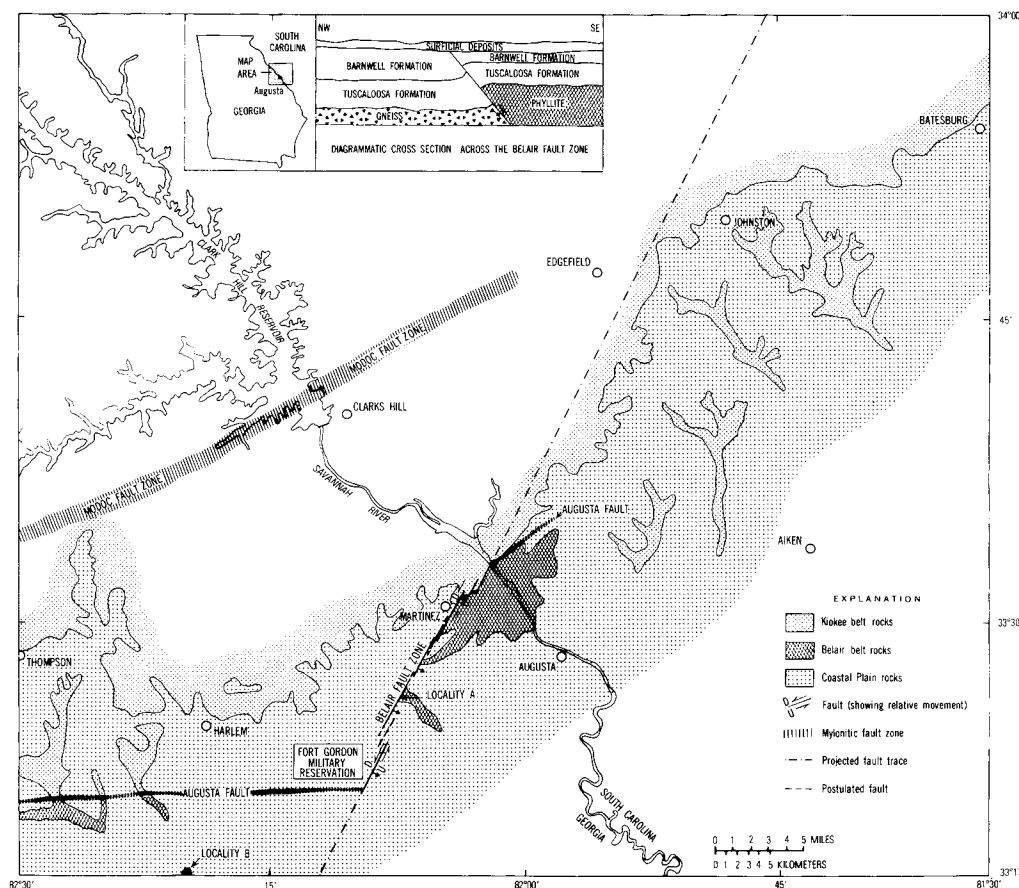 34°00'
NW
SE
SOUTH
CAROLINA
MAP
AREA
Augusta
GEORGIA
SURFICIAL DEPOSITS
BARNWELL FORMATION
BARNWELL FORMATION
TUSCALOOSA FORMATION
TUSCALOOSA FORMATION
PHYLLITE
GNEISS
DIAGRAMMATIC CROSS SECTION ACROSS THE BELAIR FAULT ZONE
BATESBURG
JOHNSTON
EDGEFIELD
CLARK
HILL
RESERVOIR
45'
MODOC FAULT ZONE
CLARKS HILL
MODOC FAULT ZONE
SAVANNAH
RIVER
AUGUSTA FAULT
AIKEN
MARTINEZ
33°30'
THOMPSON
AUGUSTA
BELAIR FAULT ZONE
LOCALITY A
HARLEM
FORT GORDON
MILITARY
RESERVATION
D
U
AUGUSTA FAULT
SOUTH CAROLINA
GEORGIA
LOCALITY B
EXPLANATION
Kiokee belt rocks
Belair belt rocks
Coastal Plain rocks
Fault (showing relative movement)
Mylonitic fault zone
Projected fault trace
Postulated fault
0 1 2 3 4 5 MILES
0 1 2 3 4 5 KILOMETERS
82°30'
15'
82°00'
45'
81°30'